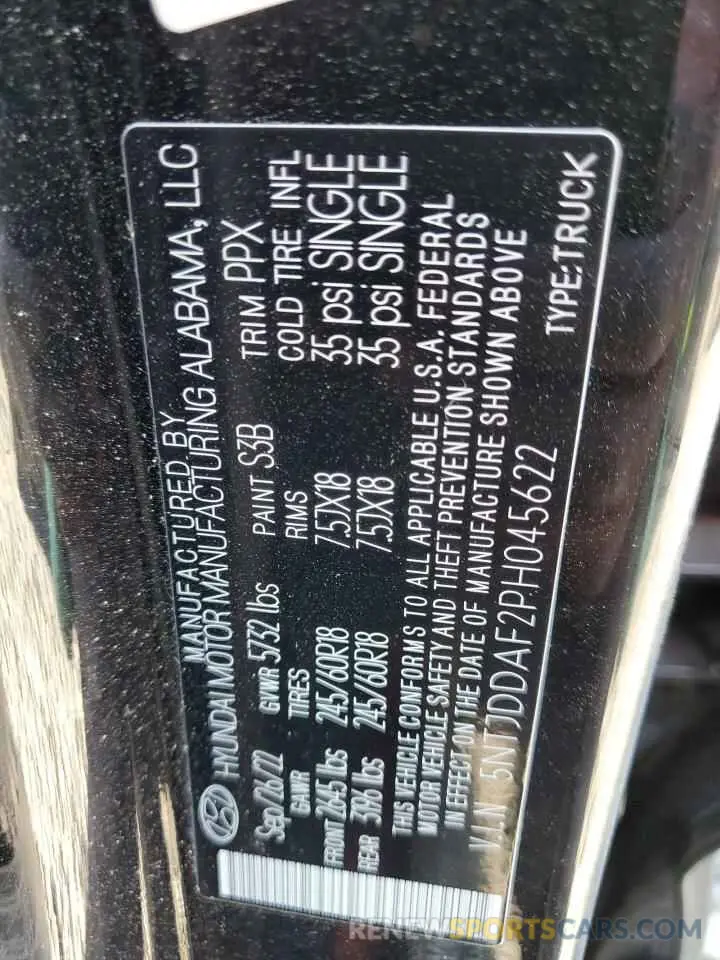 MANUFACTURED BY
HYUNDAI MOTOR MANUFACTURING ALABAMA, LLC
Sep/26/22 GVWR 5732 lbs PAINT S3B TRIM PPX
GAWR TIRES RIMS COLD TIRE INFL
FRONT 2645 lbs 245/60R18 7.5JX18 35 psi SINGLE
REAR 3196 lbs 245/60R18 7.5JX18 35 psi SINGLE
THIS VEHICLE CONFORMS TO ALL APPLICABLE U.S.A. FEDERAL
MOTOR VEHICLE SAFETY AND THEFT PREVENTION STANDARDS
IN EFFECT ON THE DATE OF MANUFACTURE SHOWN ABOVE
V.I.N 5NTJDDAF2PH045622
TYPE:TRUCK
RENEWSPORTSCARS.COM